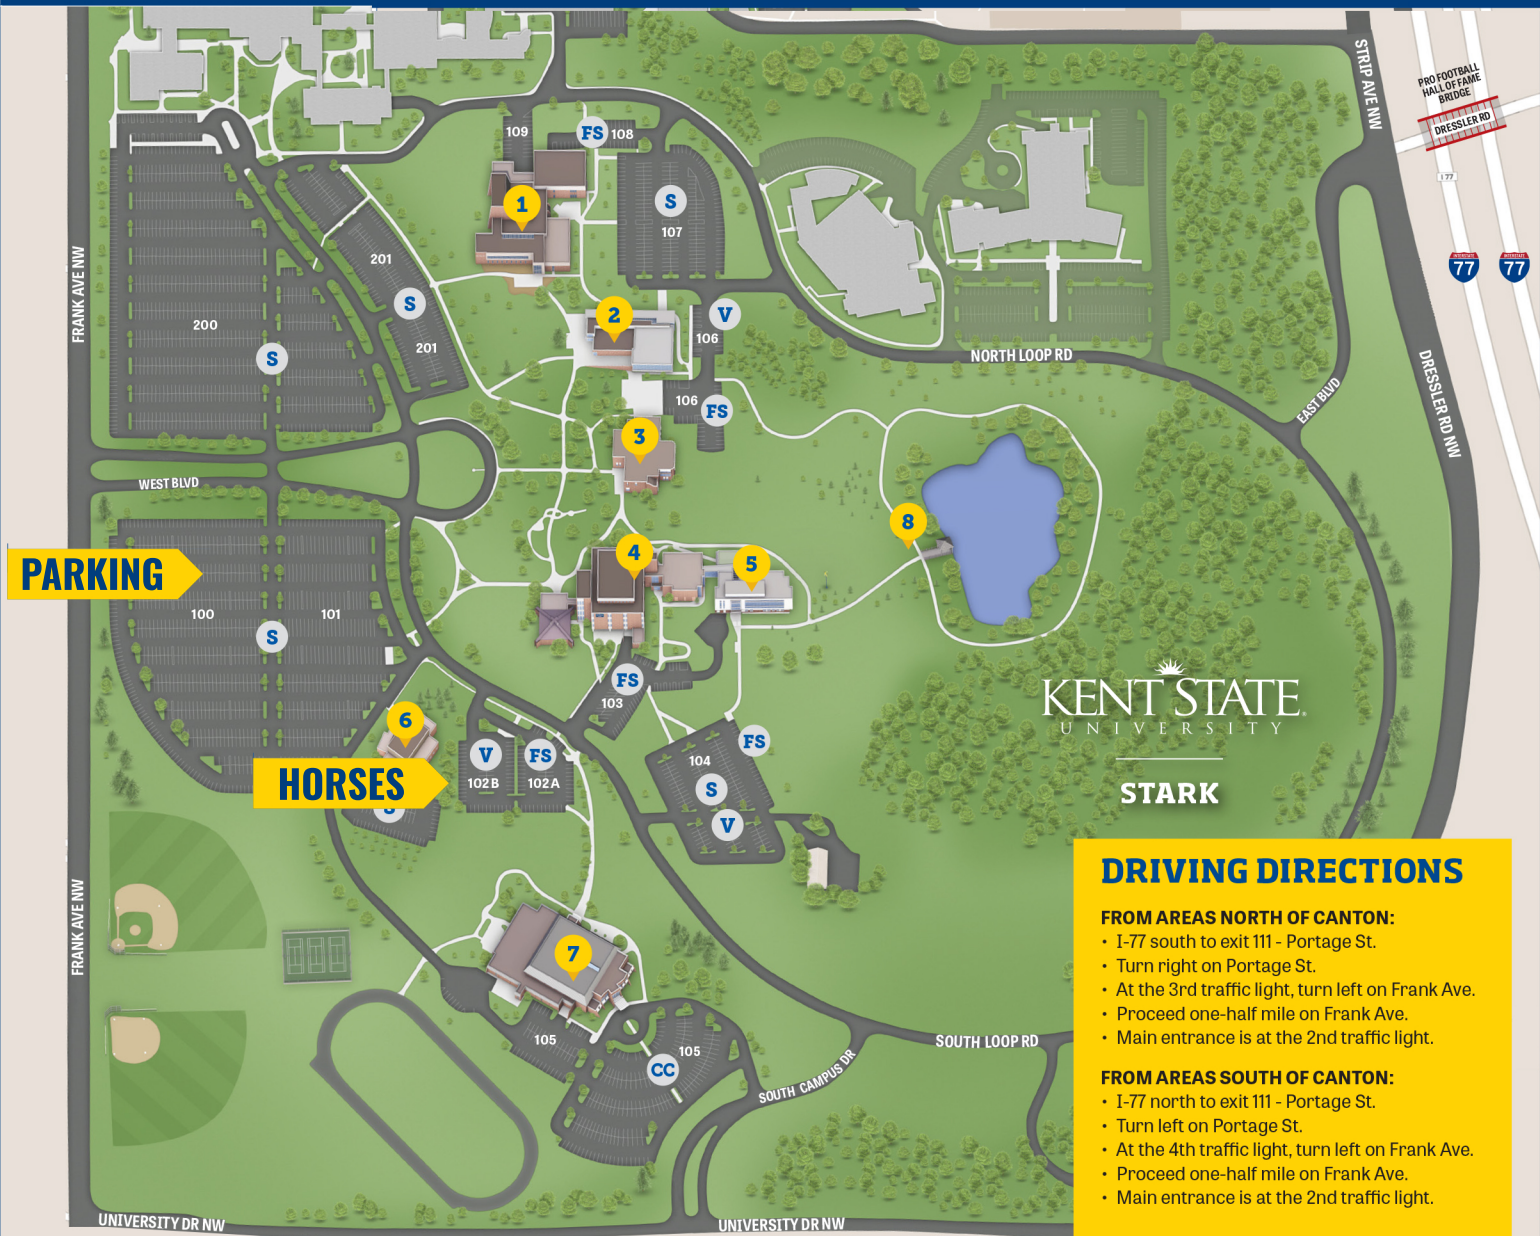 STRIP AVE NW
PRO FOOTBALL
HALL OF FAME
BRIDGE
DRESSLER RD
I 77
109
FS
108
1
S
107
FRANK AVE NW
201
INTERSTATE
77
INTERSTATE
77
S
200
S
201
2
V
106
NORTH LOOP RD
106
FS
EAST BLVD
DRESSLER RD NW
3
WEST BLVD
8
4
5
PARKING
100
101
S
FS
103
KENT STATE
UNIVERSITY
STARK
6
V
102B
FS
102A
FS
104
S
V
HORSES
S
FRANK AVE NW
7
105
105
CC
SOUTH CAMPUS DR
SOUTH LOOP RD
UNIVERSITY DR NW
UNIVERSITY DR NW
DRIVING DIRECTIONS
FROM AREAS NORTH OF CANTON:
• I-77 south to exit 111 - Portage St.
• Turn right on Portage St.
• At the 3rd traffic light, turn left on Frank Ave.
• Proceed one-half mile on Frank Ave.
• Main entrance is at the 2nd traffic light.
FROM AREAS SOUTH OF CANTON:
• I-77 north to exit 111 - Portage St.
• Turn left on Portage St.
• At the 4th traffic light, turn left on Frank Ave.
• Proceed one-half mile on Frank Ave.
• Main entrance is at the 2nd traffic light.